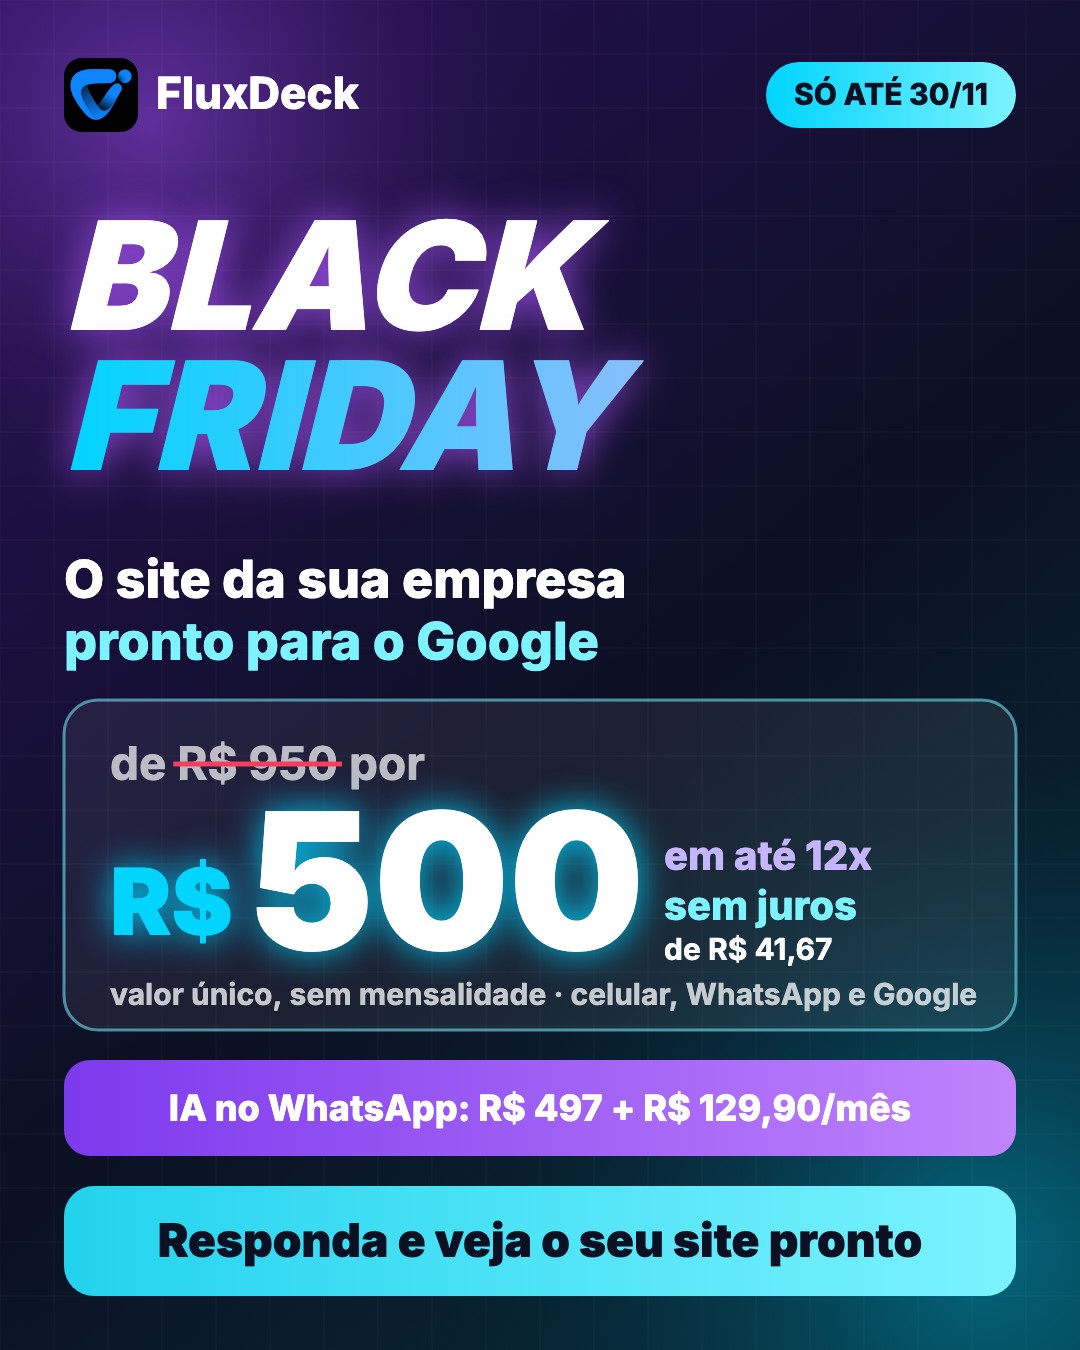 FluxDeck
SÓ ATÉ 30/11
BLACK
FRIDAY
O site da sua empresa
pronto para o Google
de R$ 950 por
R$ 500
em até 12x
sem juros
de R$ 41,67
valor único, sem mensalidade · celular, WhatsApp e Google
IA no WhatsApp: R$ 497 + R$ 129,90/mês
Responda e veja o seu site pronto